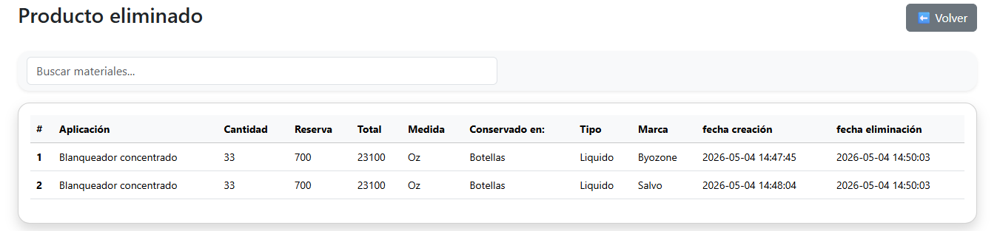 Producto eliminado
Volver
Buscar materiales...
# Aplicación Cantidad Reserva Total Medida Conservado en: Tipo Marca fecha creación fecha eliminación
1 Blanqueador concentrado 33 700 23100 Oz Botellas Liquido Byozone 2026-05-04 14:47:45 2026-05-04 14:50:03
2 Blanqueador concentrado 33 700 23100 Oz Botellas Liquido Salvo 2026-05-04 14:48:04 2026-05-04 14:50:03